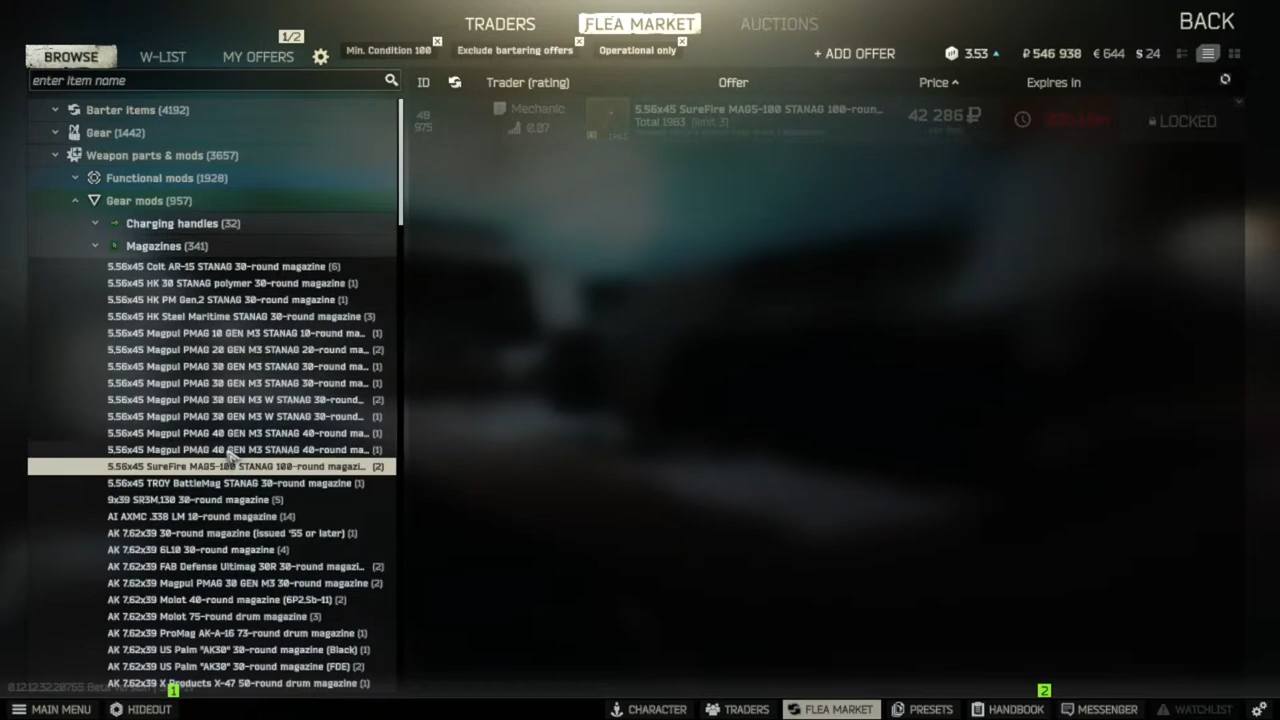 TRADERS FLEA MARKET AUCTIONS BACK
1/2
BROWSE W-LIST MY OFFERS Min. Condition 100 Exclude bartering offers Operational only + ADD OFFER 3.53 ₽ 546 938 € 644 $ 24
enter item name ID Trader (rating) Offer Price Expires in
Barter items (4192)
Gear (1442)
Weapon parts & mods (3657)
Functional mods (1928)
Gear mods (957)
Charging handles (32)
Magazines (341)
5.56x45 Colt AR-15 STANAG 30-round magazine (6)
5.56x45 HK 30 STANAG polymer 30-round magazine (1)
5.56x45 HK PM Gen.2 STANAG 30-round magazine (1)
5.56x45 HK Steel Maritime STANAG 30-round magazine (3)
5.56x45 Magpul PMAG 10 GEN M3 STANAG 10-round ma... (1)
5.56x45 Magpul PMAG 20 GEN M3 STANAG 20-round ma... (2)
5.56x45 Magpul PMAG 30 GEN M3 STANAG 30-round ma... (1)
5.56x45 Magpul PMAG 30 GEN M3 STANAG 30-round ma... (1)
5.56x45 Magpul PMAG 30 GEN M3 W STANAG 30-round... (2)
5.56x45 Magpul PMAG 30 GEN M3 W STANAG 30-round... (1)
5.56x45 Magpul PMAG 40 GEN M3 STANAG 40-round ma... (1)
5.56x45 Magpul PMAG 40 GEN M3 STANAG 40-round ma... (1)
5.56x45 SureFire MAG5-100 STANAG 100-round magazi... (2)
5.56x45 TROY BattleMag STANAG 30-round magazine (1)
9x39 SR3M.130 30-round magazine (5)
AI AXMC .338 LM 10-round magazine (14)
AK 7.62x39 30-round magazine (issued '55 or later) (1)
AK 7.62x39 6L10 30-round magazine (4)
AK 7.62x39 FAB Defense Ultimag 30R 30-round magazi... (2)
AK 7.62x39 Magpul PMAG 30 GEN M3 30-round magazine (2)
AK 7.62x39 Molot 40-round magazine (6P2.Sb-11) (2)
AK 7.62x39 Molot 75-round drum magazine (3)
AK 7.62x39 ProMag AK-A-16 73-round drum magazine (1)
AK 7.62x39 US Palm "AK30" 30-round magazine (Black) (1)
AK 7.62x39 US Palm "AK30" 30-round magazine (FDE) (2)
AK 7.62x39 X Products X-47 50-round drum magazine (1)
48 975 Mechanic 0.07
5.56x45 SureFire MAG5-100 STANAG 100-roun...
Total 1983 (limit 3)
42 286 ₽
LOCKED
1 2
MAIN MENU HIDEOUT CHARACTER TRADERS FLEA MARKET PRESETS HANDBOOK MESSENGER WATCHLIST